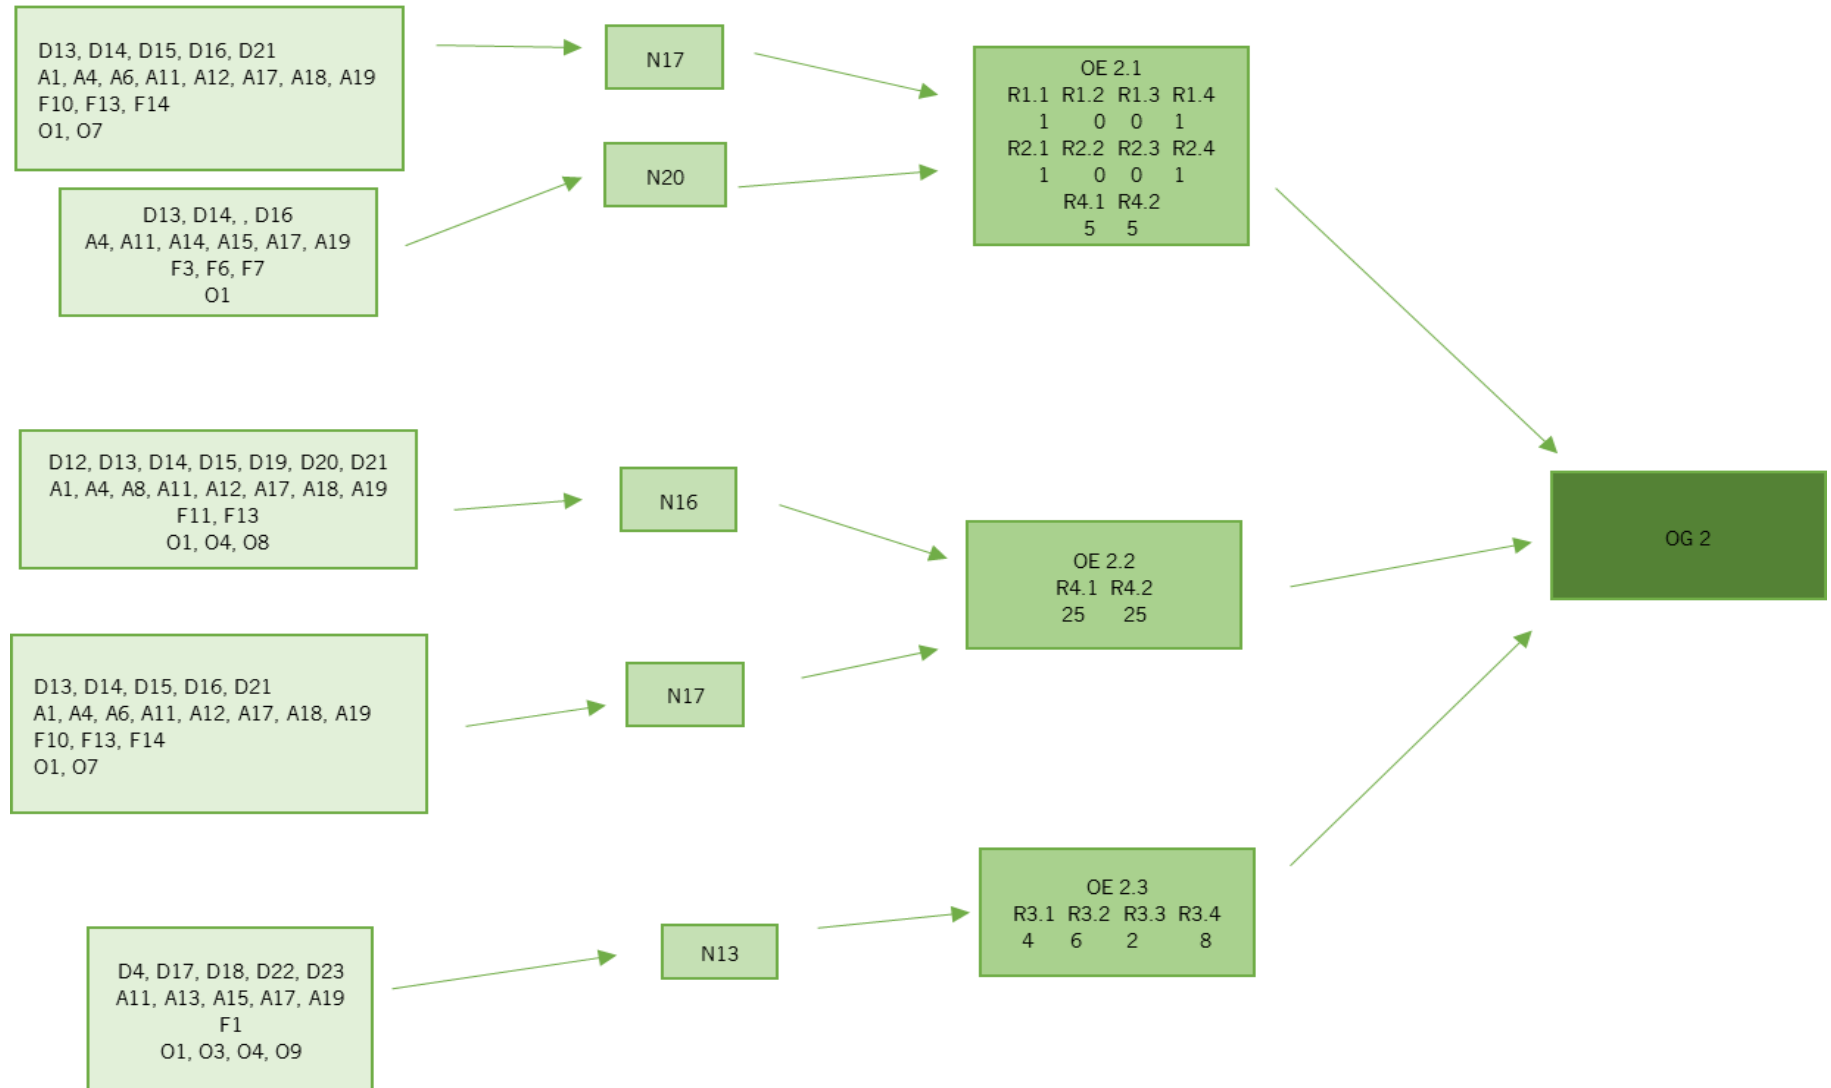 D13, D14, D15, D16, D21
A1, A4, A6, A11, A12, A17, A18, A19
F10, F13, F14
O1, O7
N17
OE 2.1
R1.1 R1.2 R1.3 R1.4
1 0 0 1
R2.1 R2.2 R2.3 R2.4
1 0 0 1
R4.1 R4.2
5 5
D13, D14, , D16
A4, A11, A14, A15, A17, A19
F3, F6, F7
O1
N20
D12, D13, D14, D15, D19, D20, D21
A1, A4, A8, A11, A12, A17, A18, A19
F11, F13
O1, O4, O8
N16
OE 2.2
R4.1 R4.2
25 25
OG 2
D13, D14, D15, D16, D21
A1, A4, A6, A11, A12, A17, A18, A19
F10, F13, F14
O1, O7
N17
D4, D17, D18, D22, D23
A11, A13, A15, A17, A19
F1
O1, O3, O4, O9
N13
OE 2.3
R3.1 R3.2 R3.3 R3.4
4 6 2 8